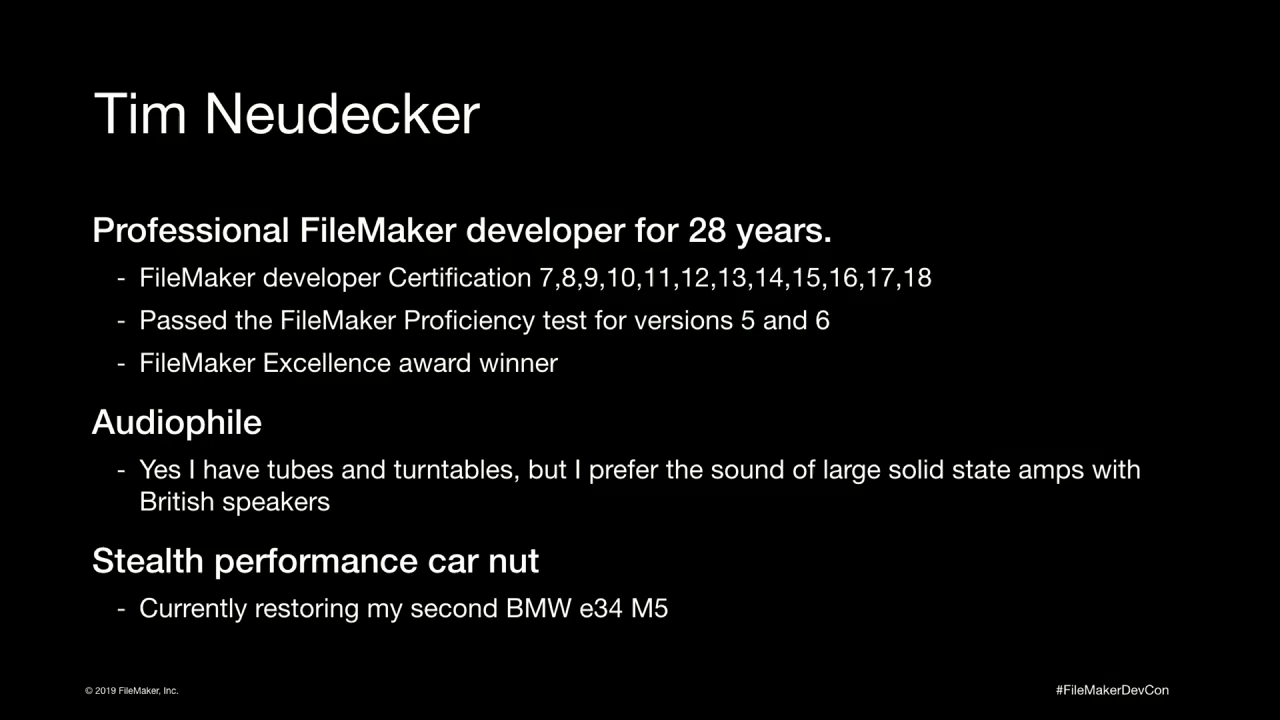 Tim Neudecker
Professional FileMaker developer for 28 years.
- FileMaker developer Certification 7,8,9,10,11,12,13,14,15,16,17,18
- Passed the FileMaker Proficiency test for versions 5 and 6
- FileMaker Excellence award winner
Audiophile
- Yes I have tubes and turntables, but I prefer the sound of large solid state amps with
British speakers
Stealth performance car nut
- Currently restoring my second BMW e34 M5
© 2019 FileMaker, Inc.
#FileMakerDevCon